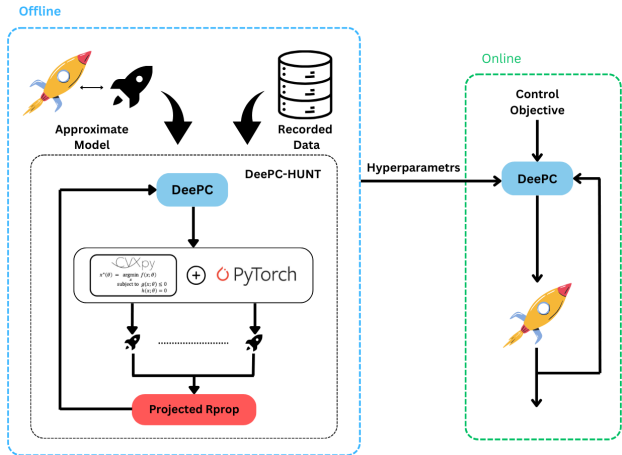 Offline
Online
Approximate
Model
Recorded
Data
Control
Objective
DeePC-HUNT
Hyperparametrs
DeePC
DeePC
CVXpy
x*(θ) = argmin f(x;θ)
x
subject to g(x;θ) ≤ 0
h(x;θ) = 0
+
PyTorch
Projected Rprop